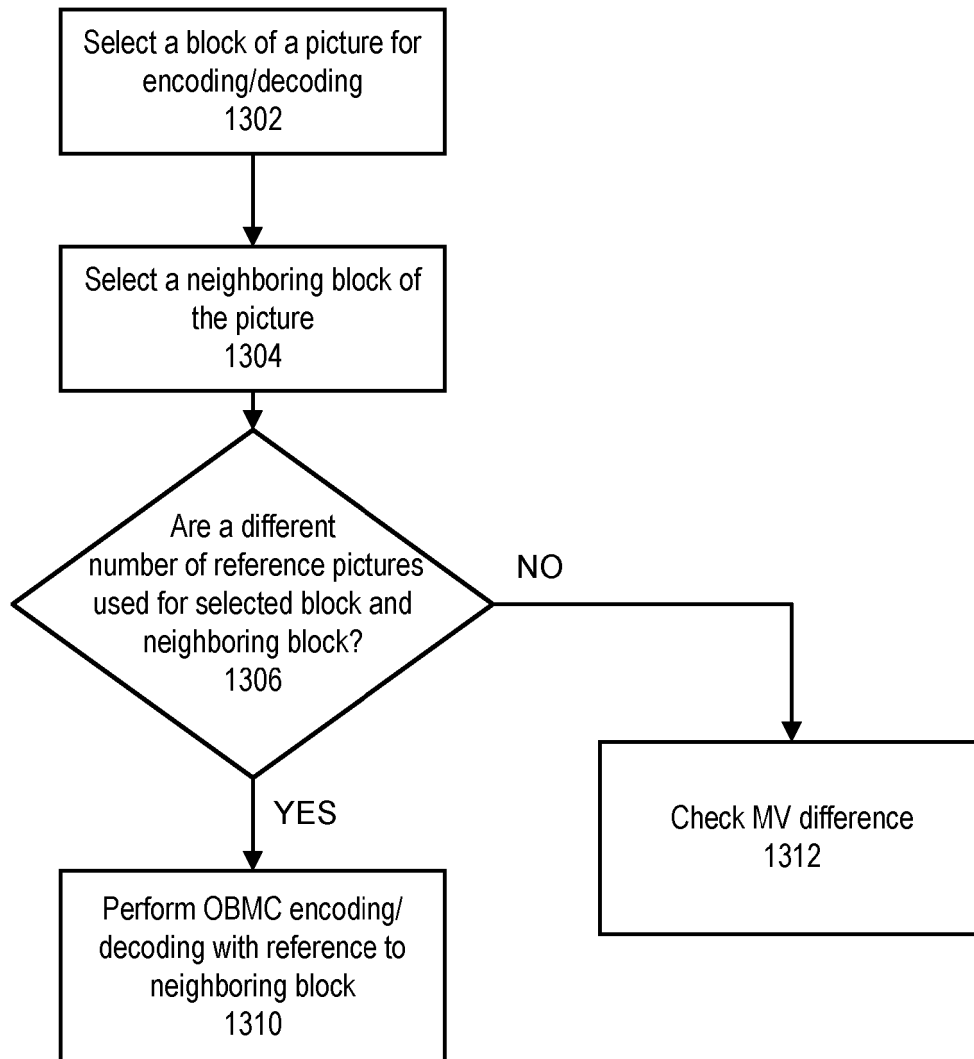 Select a block of a picture for
encoding/decoding
1302
Select a neighboring block of
the picture
1304
Are a different
number of reference pictures
used for selected block and
neighboring block?
1306
NO
YES
Check MV difference
1312
Perform OBMC encoding/
decoding with reference to
neighboring block
1310